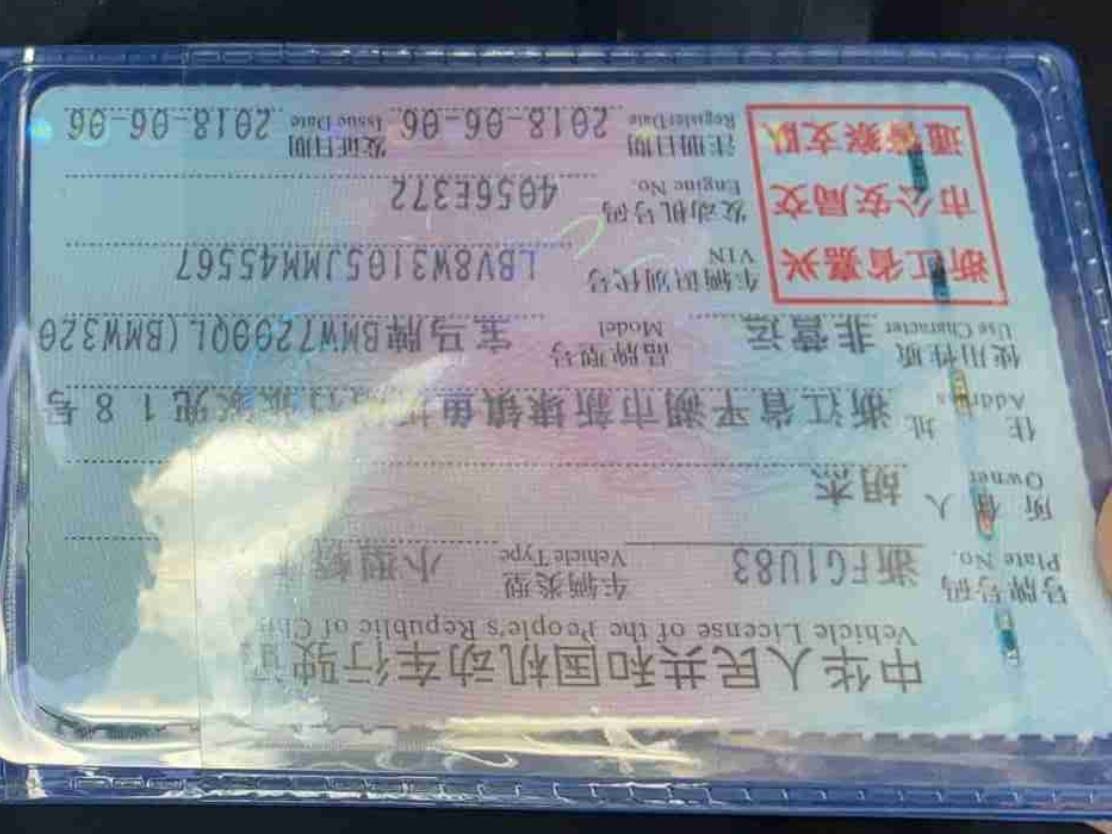 中华人民共和国机动车行驶证
Vehicle License of the People's Republic of Chi
号牌号码 浙FG1U83 车辆类型 小型轿
Plate No. Vehicle Type
所有人 胡杰
Owner
住址 浙江省平湖市新埭镇鱼 18号
Address
使用性质 非营运 品牌型号 宝马牌BMW7200QL(BMW320
Use Character Model
浙江省嘉兴
市公安局交
通警察支队
车辆识别代号 LBV8W3105JMM45567
VIN
发动机号码 4056E372
Engine No.
注册日期 2018-06-06 发证日期 2018-06-06
Register Date Issue Date